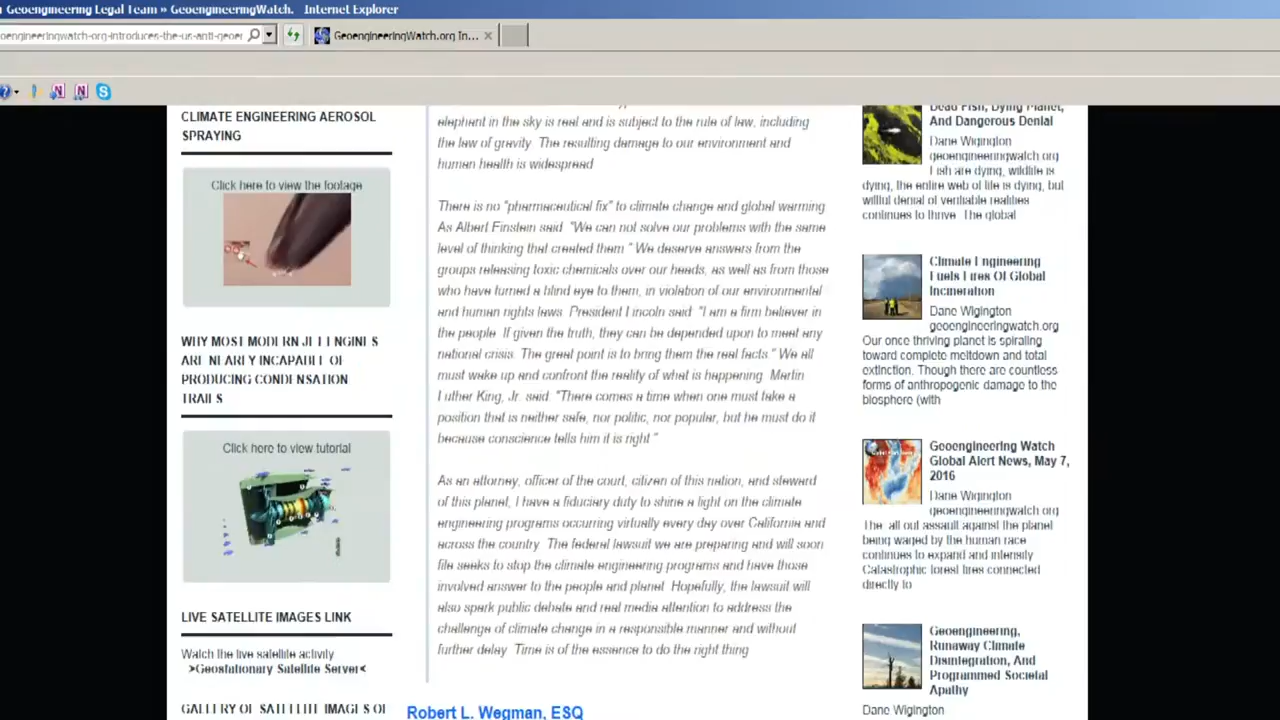 Geoengineering Legal Team » GeoengineeringWatch. Internet Explorer
eoengineeringwatch-org-introduces-the-us-anti-geoer
GeoengineeringWatch.org In...
CLIMATE ENGINEERING AEROSOL
SPRAYING
Click here to view the footage
WHY MOST MODERN JET ENGINES
ARE NEARLY INCAPABLE OF
PRODUCING CONDENSATION
TRAILS
Click here to view tutorial
LIVE SATELLITE IMAGES LINK
Watch the live satellite activity
>Geostationary Satellite Server<
GALLERY OF SATELLITE IMAGES OF
elephant in the sky is real and is subject to the rule of law, including
the law of gravity. The resulting damage to our environment and
human health is widespread
There is no "pharmaceutical fix" to climate change and global warming
As Albert Einstein said "We can not solve our problems with the same
level of thinking that created them." We deserve answers from the
groups releasing toxic chemicals over our heads, as well as from those
who have turned a blind eye to them, in violation of our environmental
and human rights laws. President Lincoln said "I am a firm believer in
the people. If given the truth, they can be depended upon to meet any
national crisis. The great point is to bring them the real facts." We all
must wake up and confront the reality of what is happening. Martin
Luther King, Jr. said "There comes a time when one must take a
position that is neither safe, nor politic, nor popular, but he must do it
because conscience tells him it is right."
As an attorney, officer of the court, citizen of this nation, and steward
of this planet, I have a fiduciary duty to shine a light on the climate
engineering programs occurring virtually every day over California and
across the country. The federal lawsuit we are preparing and will soon
file seeks to stop the climate engineering programs and have those
involved answer to the people and planet. Hopefully, the lawsuit will
also spark public debate and real media attention to address the
challenge of climate change in a responsible manner and without
further delay. Time is of the essence to do the right thing
Robert L. Wegman, ESQ
Dead Fish, Dying Planet,
And Dangerous Denial
Dane Wigington
geoengineeringwatch.org
Fish are dying, wildlife is
dying, the entire web of life is dying, but
willful denial of veritable realities
continues to thrive. The global
Climate Engineering
Fuels Fires Of Global
Incineration
Dane Wigington
geoengineeringwatch.org
Our once thriving planet is spiraling
toward complete meltdown and total
extinction. Though there are countless
forms of anthropogenic damage to the
biosphere (with
Geoengineering Watch
Global Alert News, May 7,
2016
Dane Wigington
geoengineeringwatch.org
The all out assault against the planet
being waged by the human race
continues to expand and intensify
Catastrophic forest fires connected
directly to
Geoengineering,
Runaway Climate
Disintegration, And
Programmed Societal
Apathy
Dane Wigington